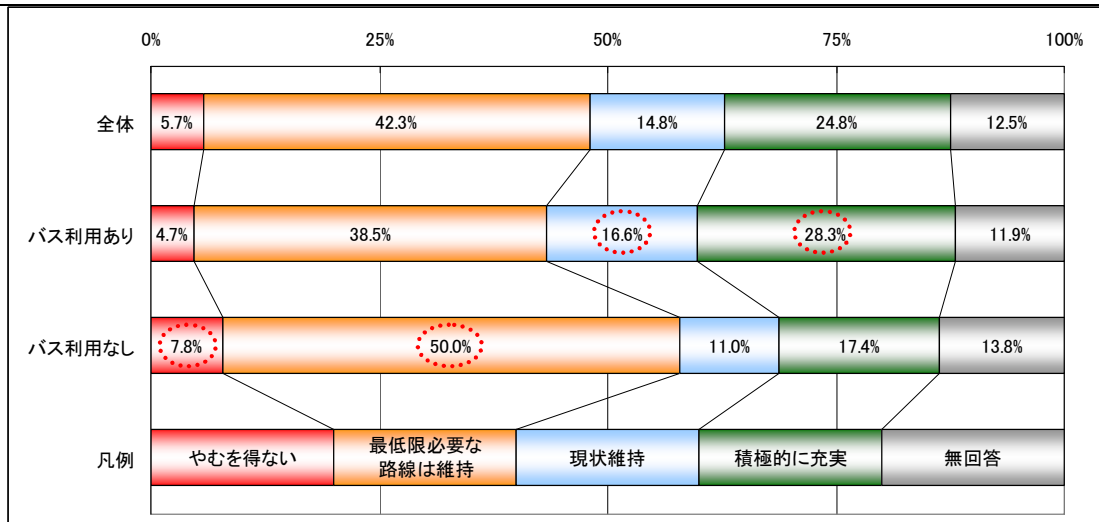 0% 25% 50% 75% 100%
全体 5.7% 42.3% 14.8% 24.8% 12.5%
バス利用あり 4.7% 38.5% 16.6% 28.3% 11.9%
バス利用なし 7.8% 50.0% 11.0% 17.4% 13.8%
凡例 やむを得ない 最低限必要な
路線は維持 現状維持 積極的に充実 無回答